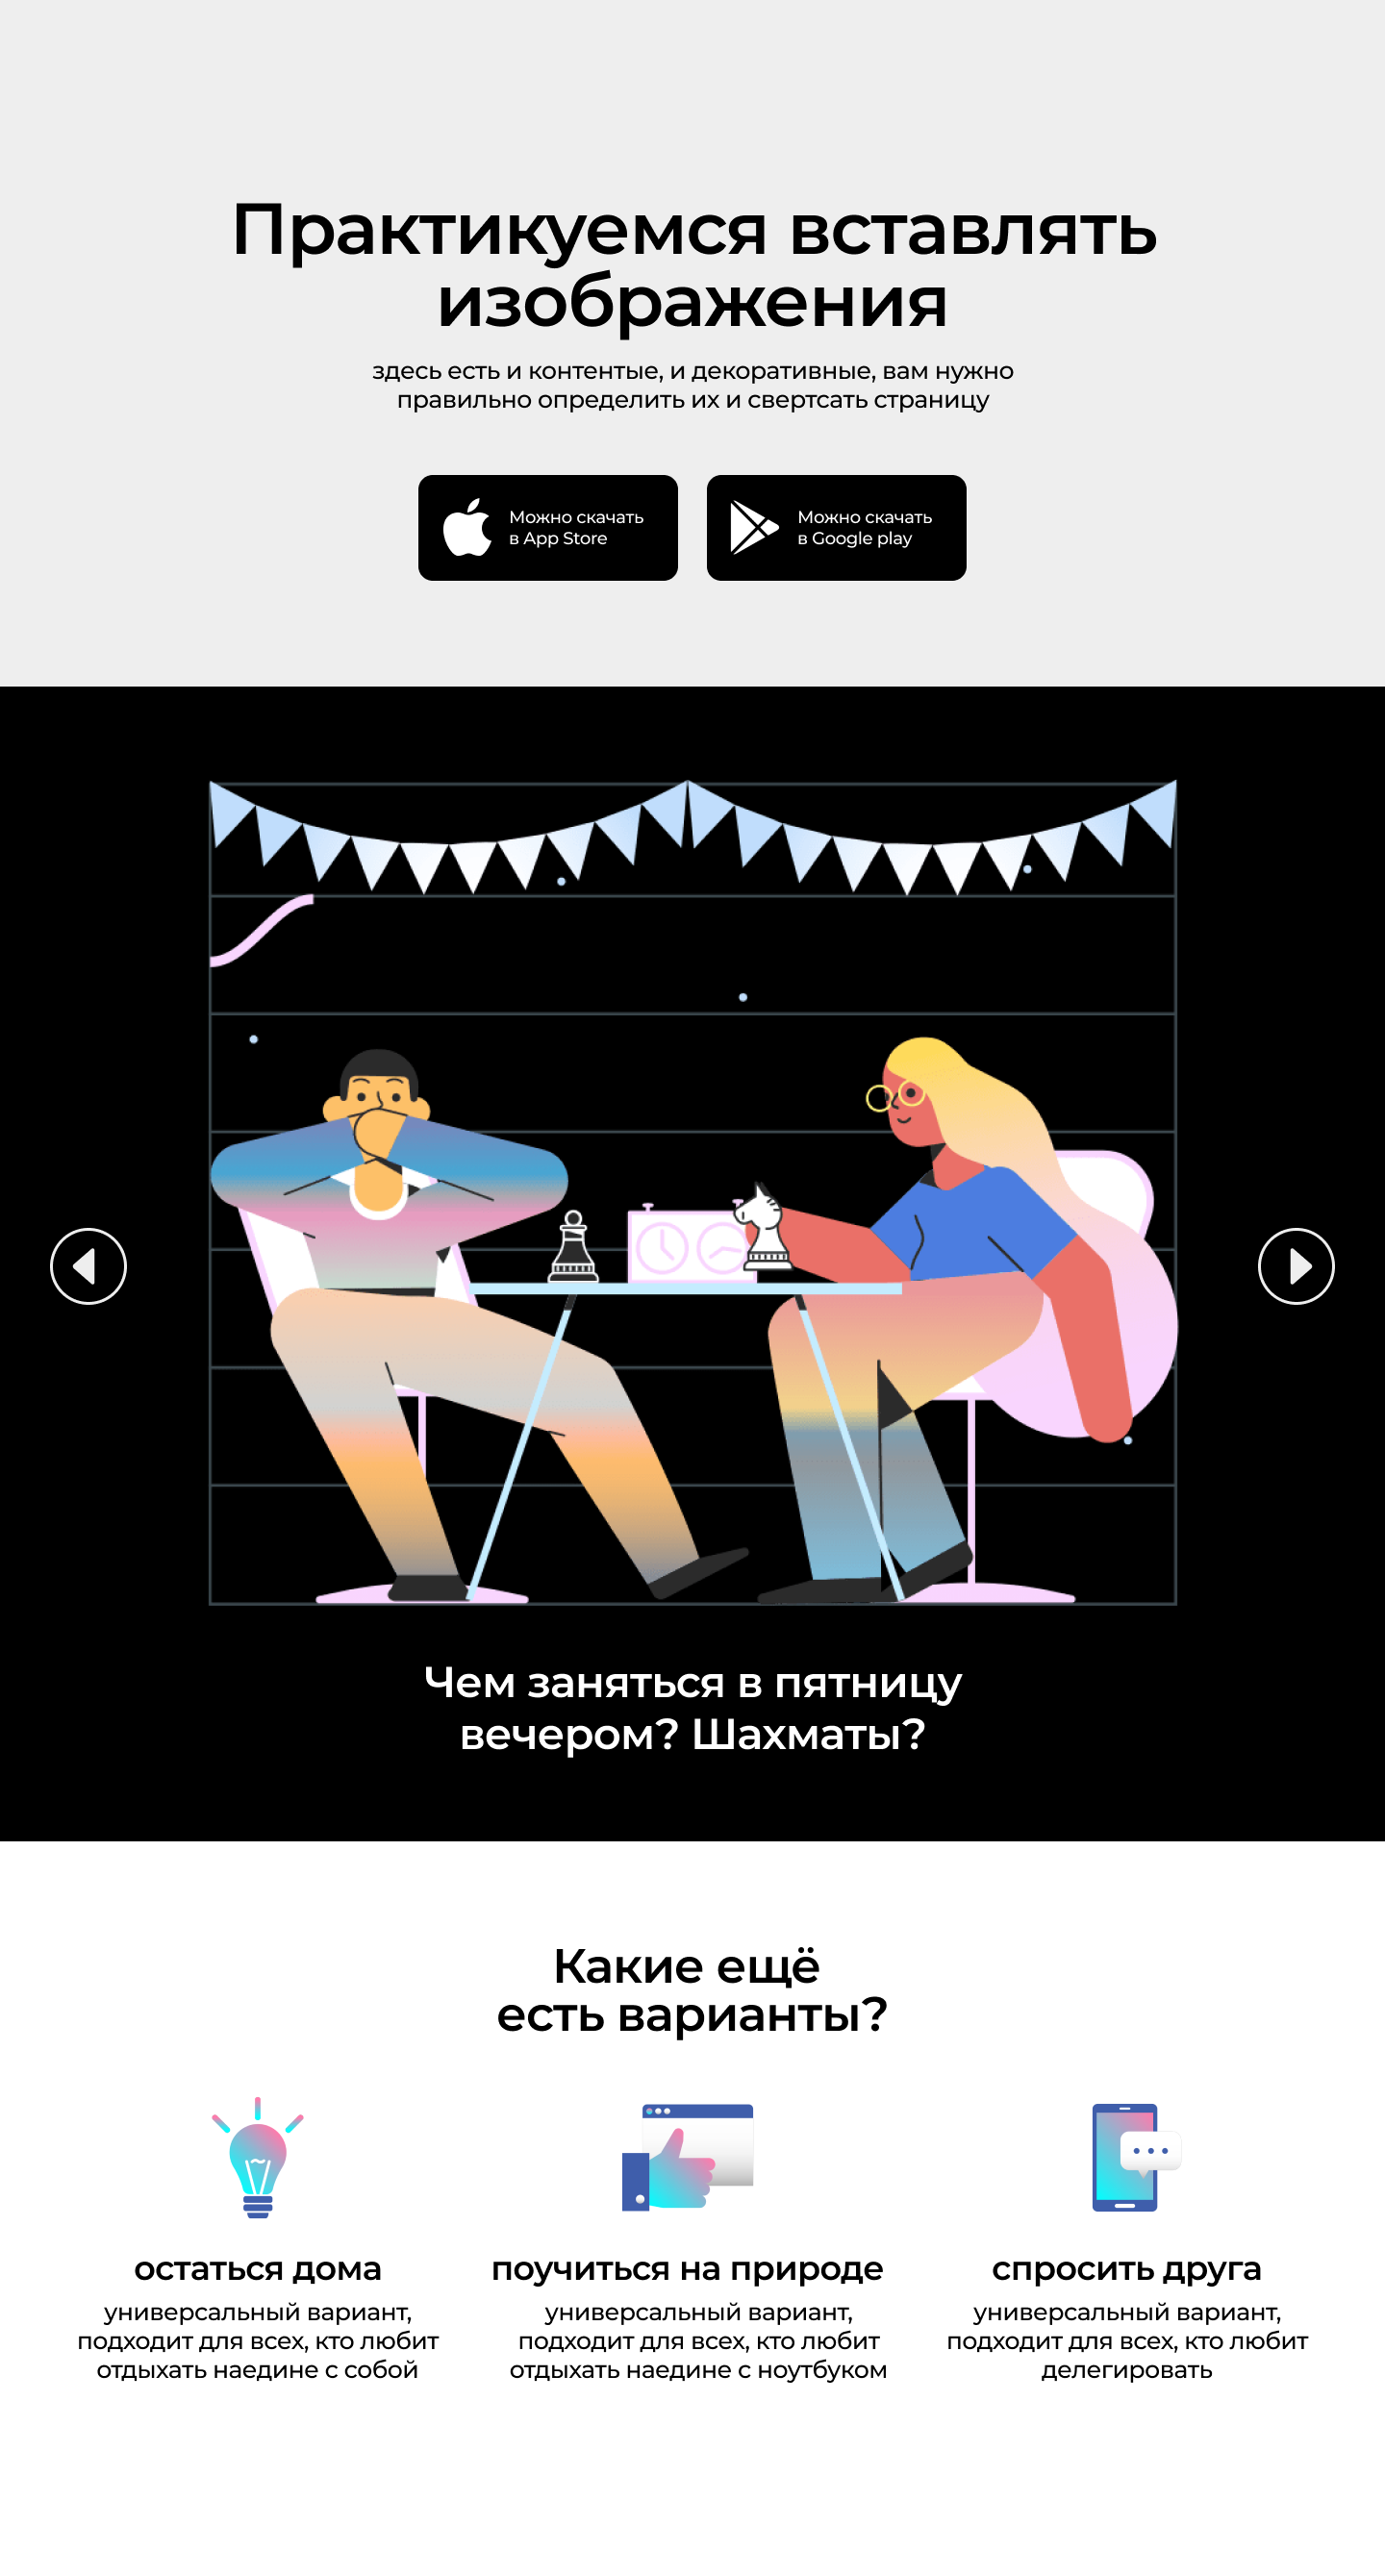 Практикуемся вставлять
изображения
здесь есть и контентые, и декоративные, вам нужно
правильно определить их и свертсать страницу
Можно скачать
в App Store
Можно скачать
в Google play
Чем заняться в пятницу
вечером? Шахматы?
Какие ещё
есть варианты?
остаться дома
универсальный вариант,
подходит для всех, кто любит
отдыхать наедине с собой
поучиться на природе
универсальный вариант,
подходит для всех, кто любит
отдыхать наедине с ноутбуком
спросить друга
универсальный вариант,
подходит для всех, кто любит
делегировать